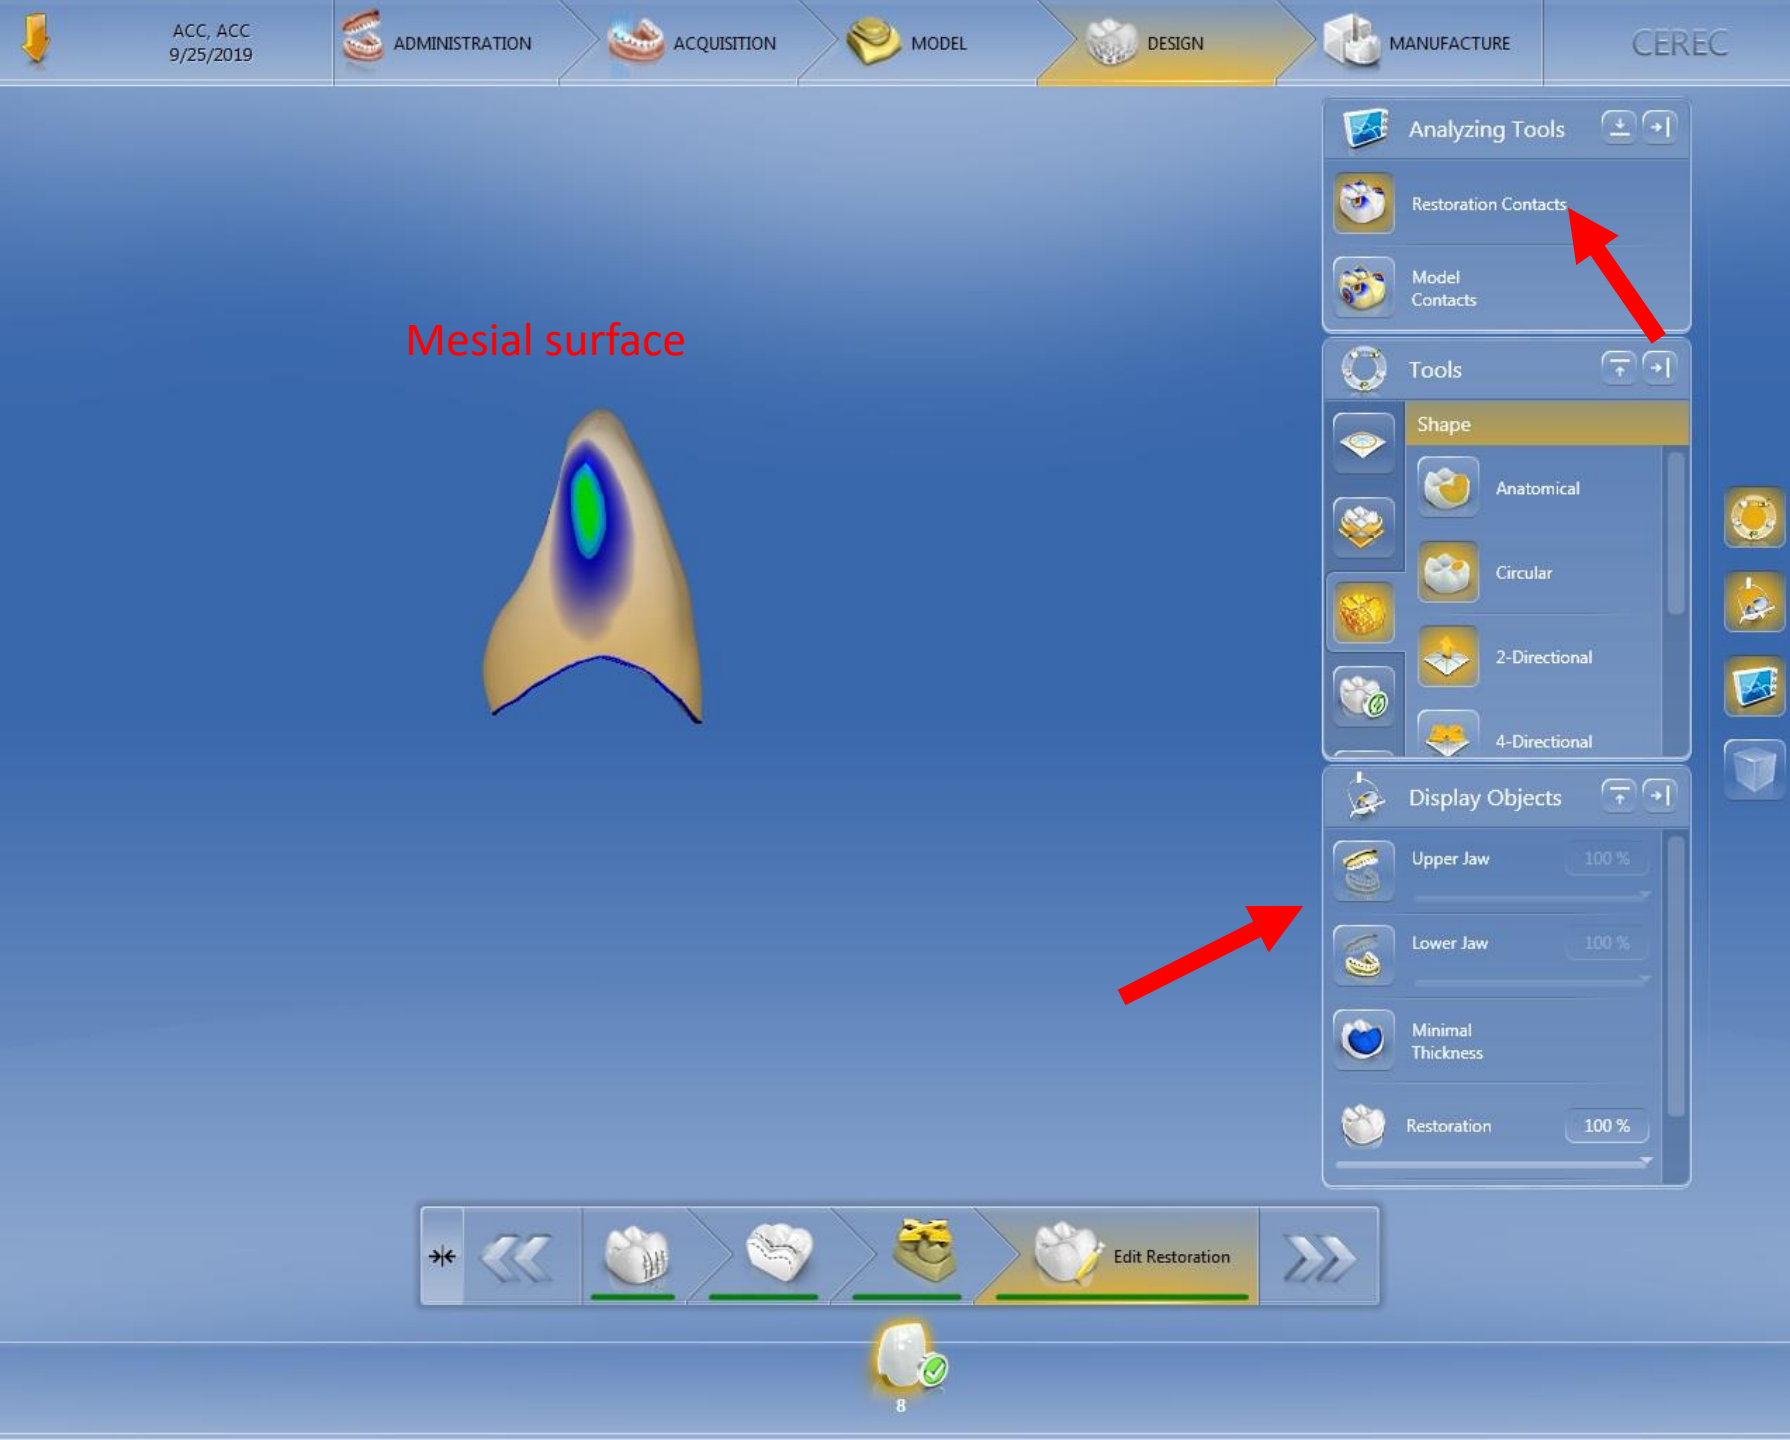 ACC, ACC
9/25/2019
ADMINISTRATION
ACQUISITION
MODEL
DESIGN
MANUFACTURE
CEREC
Analyzing Tools
Restoration Contacts
Model
Contacts
Mesial surface
Tools
Shape
Anatomical
Circular
2-Directional
4-Directional
Display Objects
Upper Jaw
100 %
Lower Jaw
100 %
Minimal
Thickness
Restoration
100 %
Edit Restoration
8